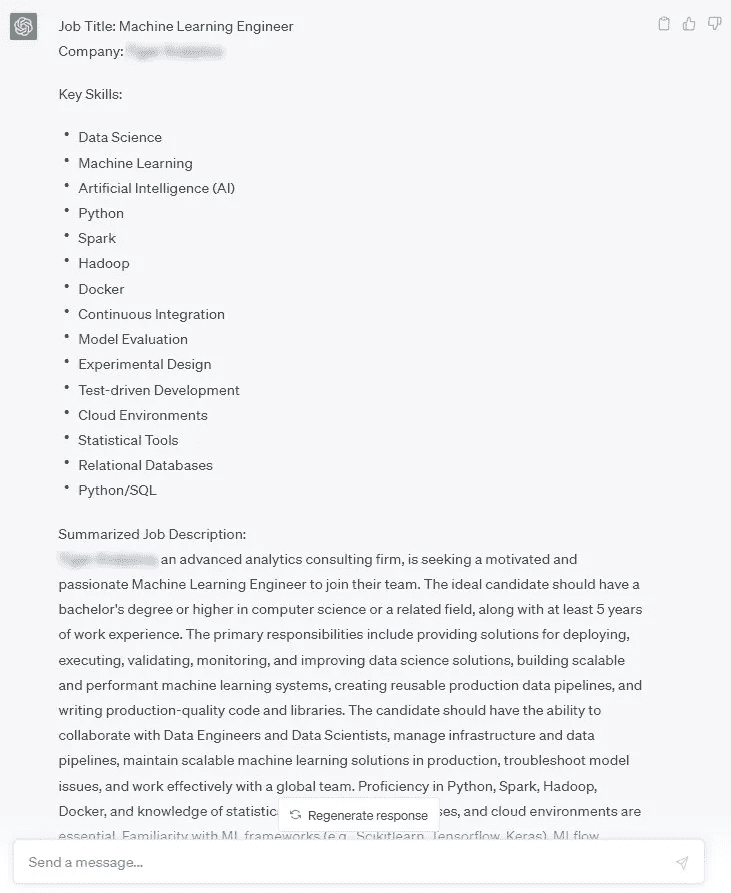 Job Title: Machine Learning Engineer
Company:
Key Skills:
• Data Science
• Machine Learning
• Artificial Intelligence (AI)
• Python
• Spark
• Hadoop
• Docker
• Continuous Integration
• Model Evaluation
• Experimental Design
• Test-driven Development
• Cloud Environments
• Statistical Tools
• Relational Databases
• Python/SQL
Summarized Job Description:
an advanced analytics consulting firm, is seeking a motivated and
passionate Machine Learning Engineer to join their team. The ideal candidate should have a
bachelor's degree or higher in computer science or a related field, along with at least 5 years
of work experience. The primary responsibilities include providing solutions for deploying,
executing, validating, monitoring, and improving data science solutions, building scalable
and performant machine learning systems, creating reusable production data pipelines, and
writing production-quality code and libraries. The candidate should have the ability to
collaborate with Data Engineers and Data Scientists, manage infrastructure and data
pipelines, maintain scalable machine learning solutions in production, troubleshoot model
issues, and work effectively with a global team. Proficiency in Python, Spark, Hadoop,
Docker, and knowledge of statistic ses, and cloud environments are
Regenerate response
essential. Familiarity with ML frameworks (e.g., Scikitlearn, Tensorflow, Keras), MLflow,
Send a message...